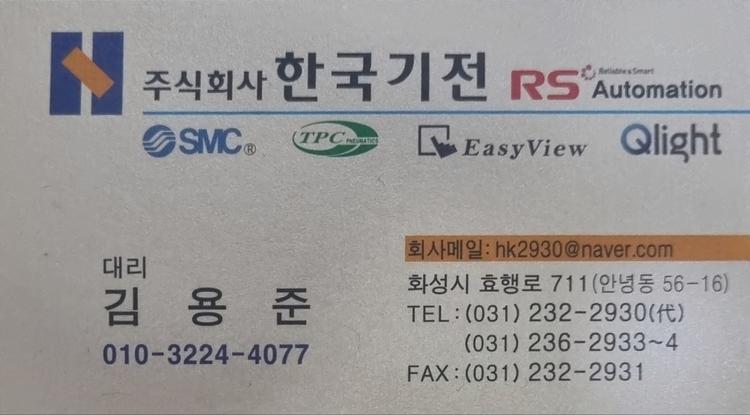 주식회사 한국기전 RS Reliable & Smart Automation
SMC® TPC PNEUMATICS EasyView Qlight
회사메일: hk2930@naver.com
대리
김 용 준
010-3224-4077
화성시 효행로 711(안녕동 56-16)
TEL:(031) 232-2930(代)
(031) 236-2933~4
FAX:(031) 232-2931